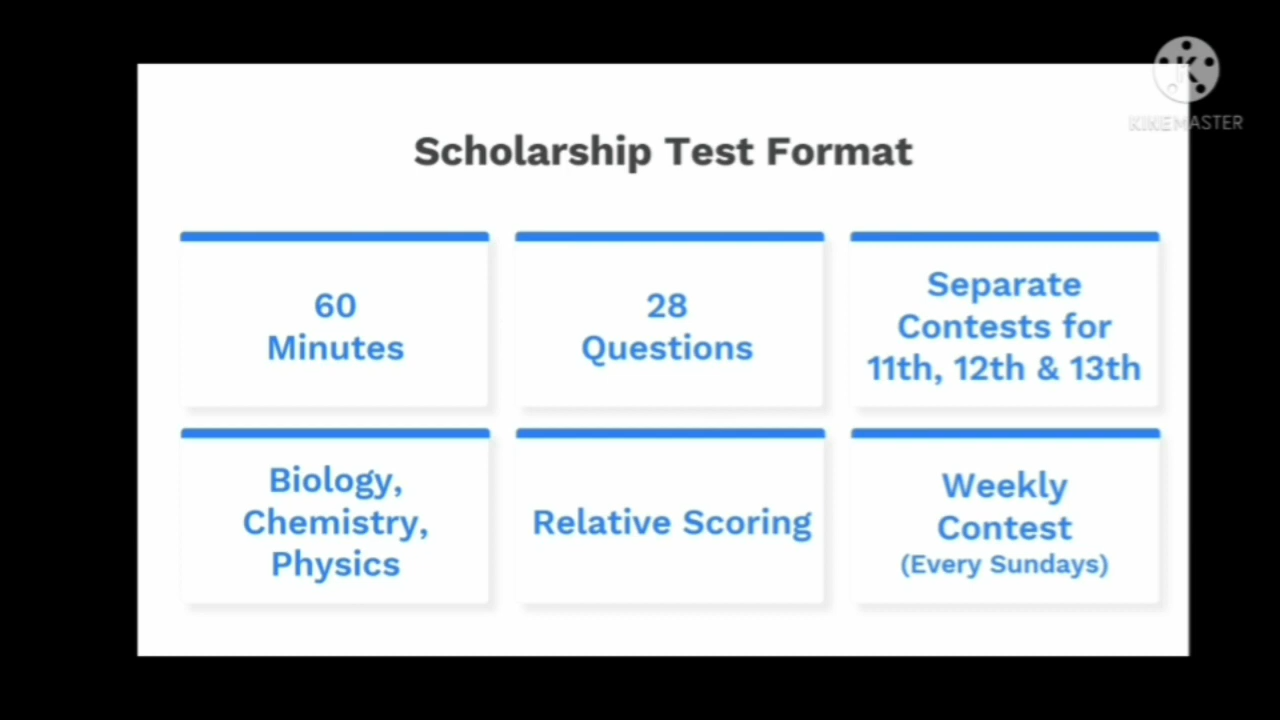 KINEMASTER
Scholarship Test Format
60
Minutes
28
Questions
Separate
Contests for
11th, 12th & 13th
Biology,
Chemistry,
Physics
Relative Scoring
Weekly
Contest
(Every Sundays)